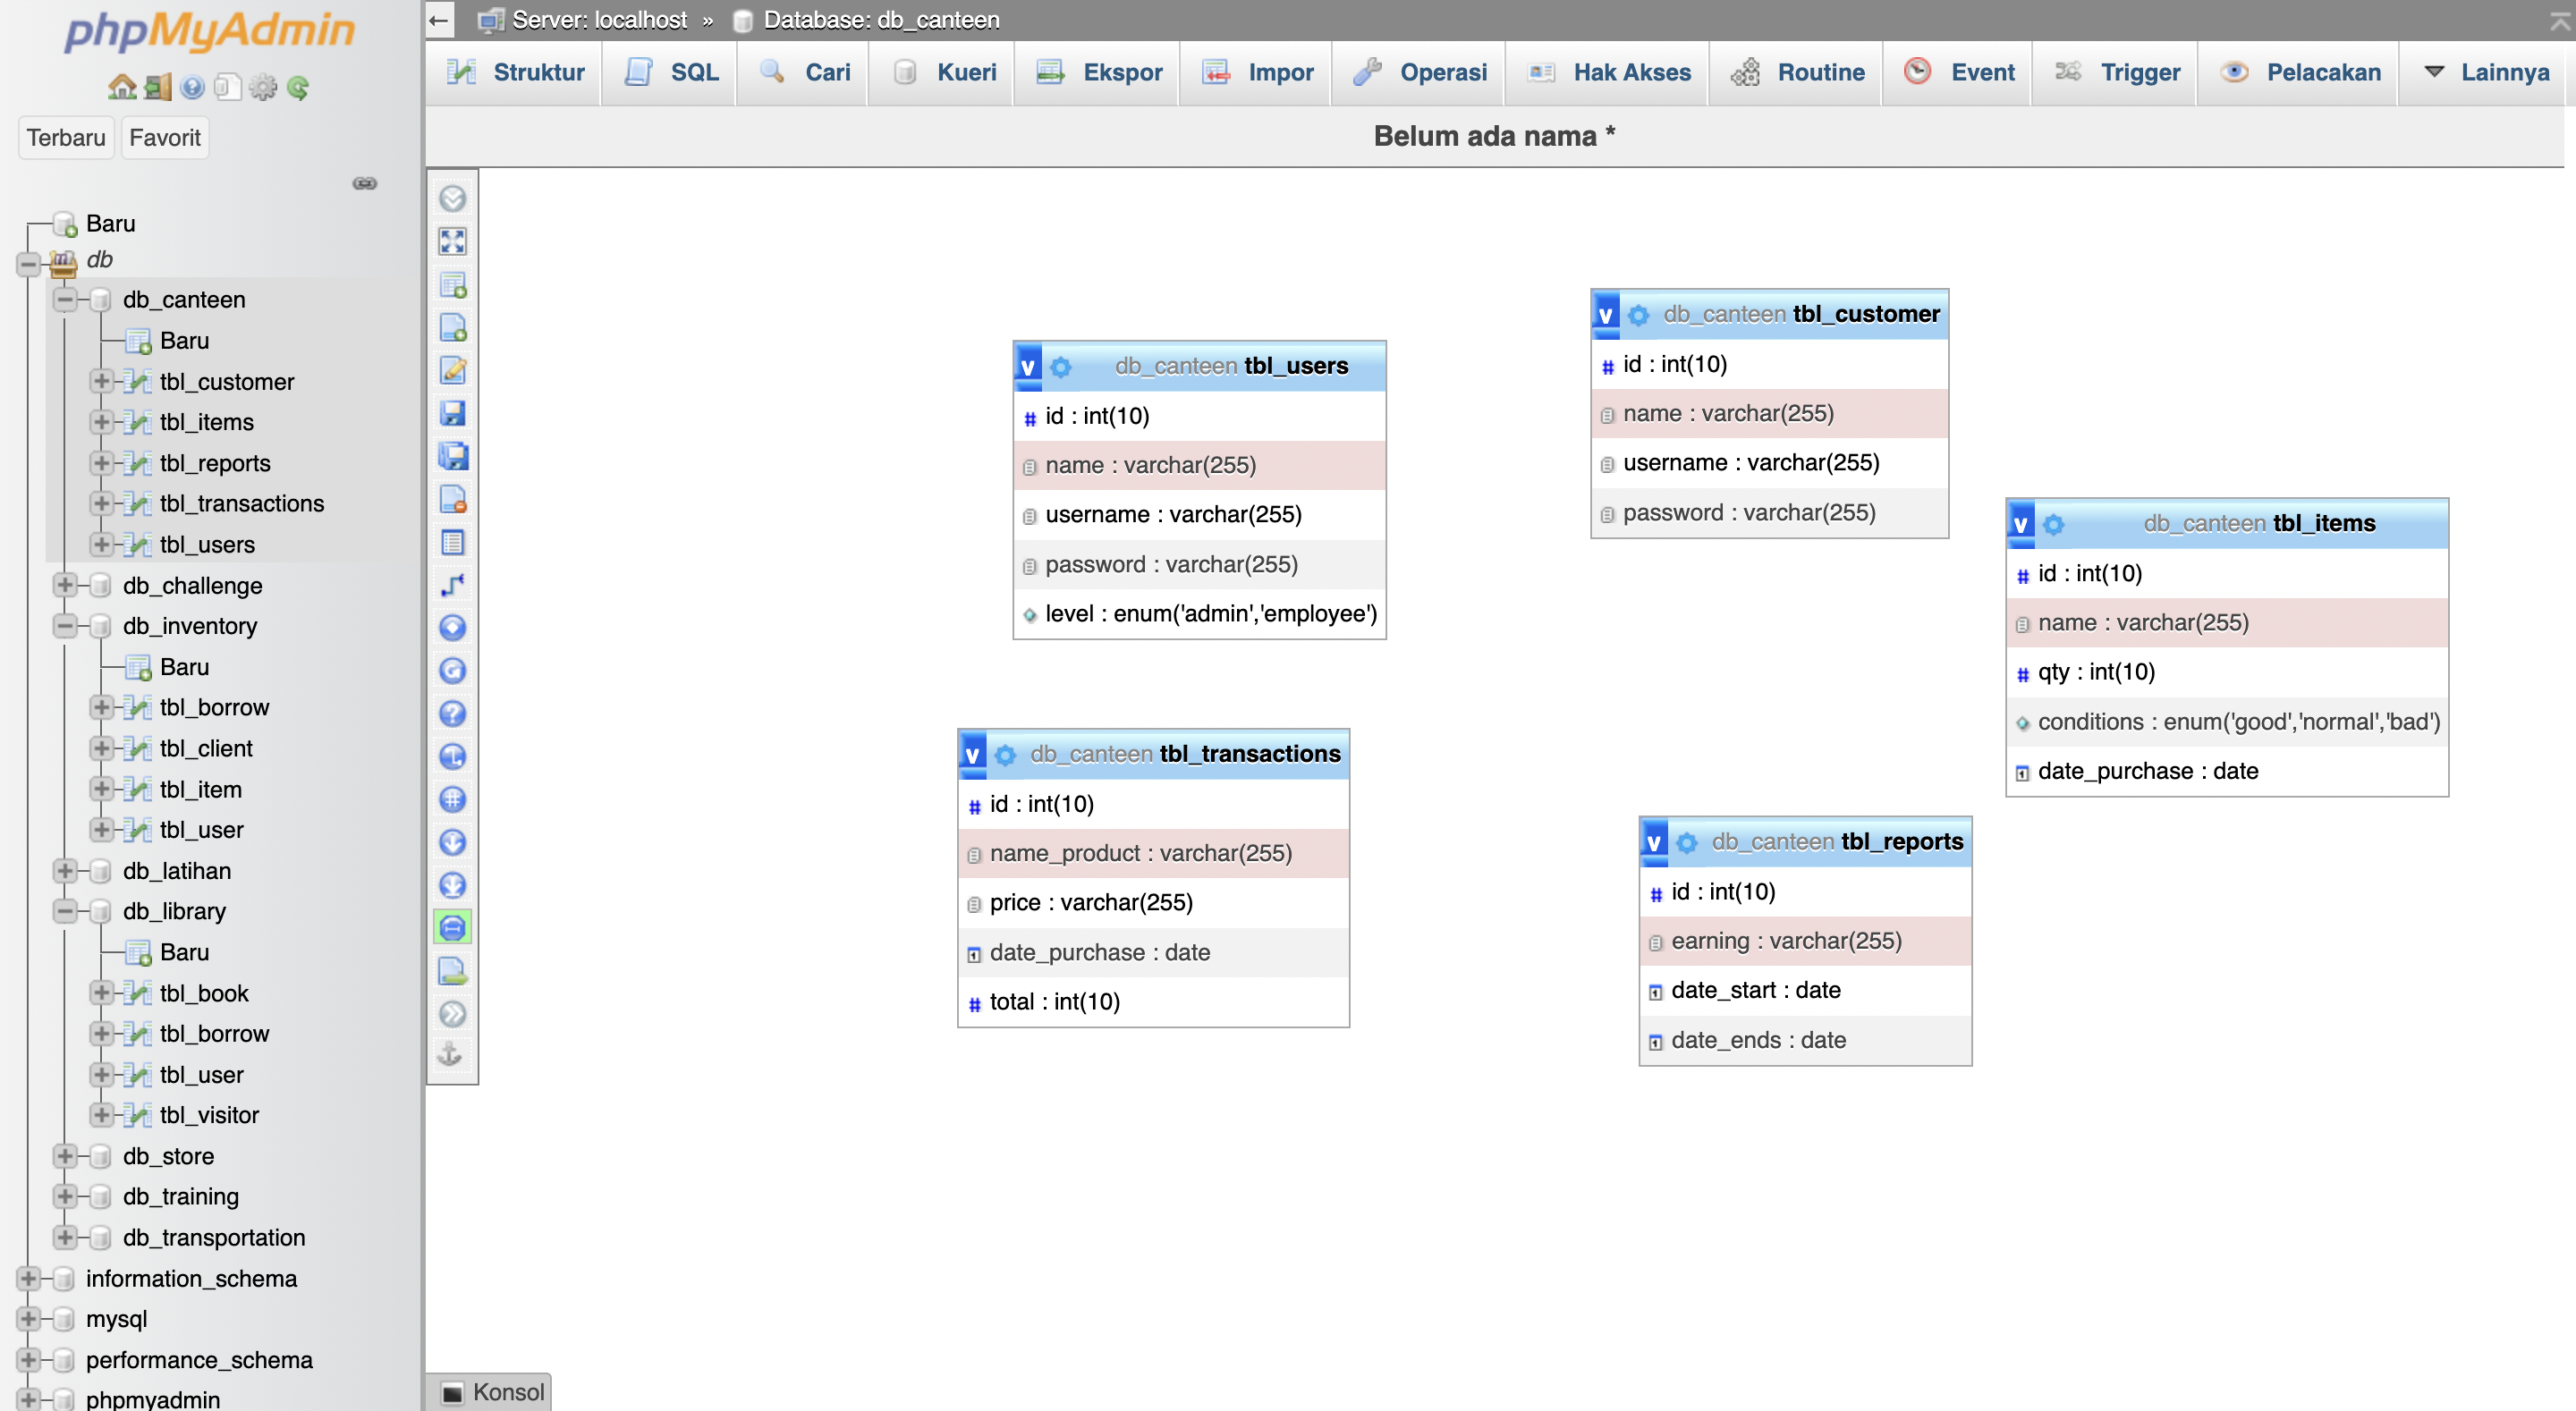 phpMyAdmin
Terbaru Favorit
Baru
db
db_canteen
Baru
tbl_customer
tbl_items
tbl_reports
tbl_transactions
tbl_users
db_challenge
db_inventory
Baru
tbl_borrow
tbl_client
tbl_item
tbl_user
db_latihan
db_library
Baru
tbl_book
tbl_borrow
tbl_user
tbl_visitor
db_store
db_training
db_transportation
information_schema
mysql
performance_schema
phpmyadmin
Server: localhost » Database: db_canteen
Struktur SQL Cari Kueri Ekspor Impor Operasi Hak Akses Routine Event Trigger Pelacakan Lainnya
Belum ada nama *
v db_canteen tbl_users
# id : int(10)
name : varchar(255)
username : varchar(255)
password : varchar(255)
level : enum('admin','employee')
v db_canteen tbl_customer
# id : int(10)
name : varchar(255)
username : varchar(255)
password : varchar(255)
v db_canteen tbl_items
# id : int(10)
name : varchar(255)
# qty : int(10)
conditions : enum('good','normal','bad')
date_purchase : date
v db_canteen tbl_transactions
# id : int(10)
name_product : varchar(255)
price : varchar(255)
date_purchase : date
# total : int(10)
v db_canteen tbl_reports
# id : int(10)
earning : varchar(255)
date_start : date
date_ends : date
Konsol